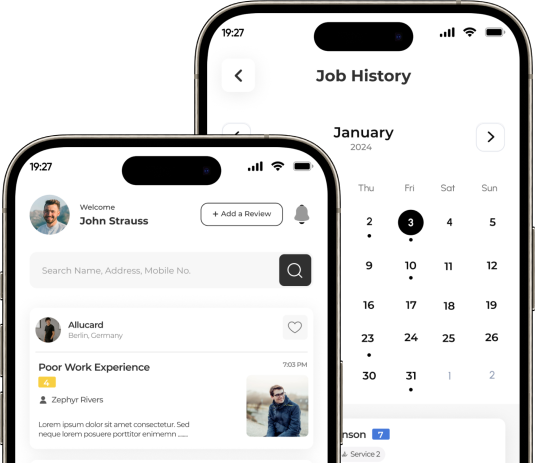 19:27
Job History
January
2024
Thu Fri Sat Sun
2 3 4 5
9 10 11 12
16 17 18 19
23 24 25 26
30 31 1 2
nson 7
Service 2
19:27
Welcome
John Strauss
+ Add a Review
Search Name, Address, Mobile No.
Allucard
Berlin, Germany
Poor Work Experience
7:03 PM
4
Zephyr Rivers
Lorem ipsum dolor sit amet consectetur. Sed
neque lorem posuere porttitor enimemn ......